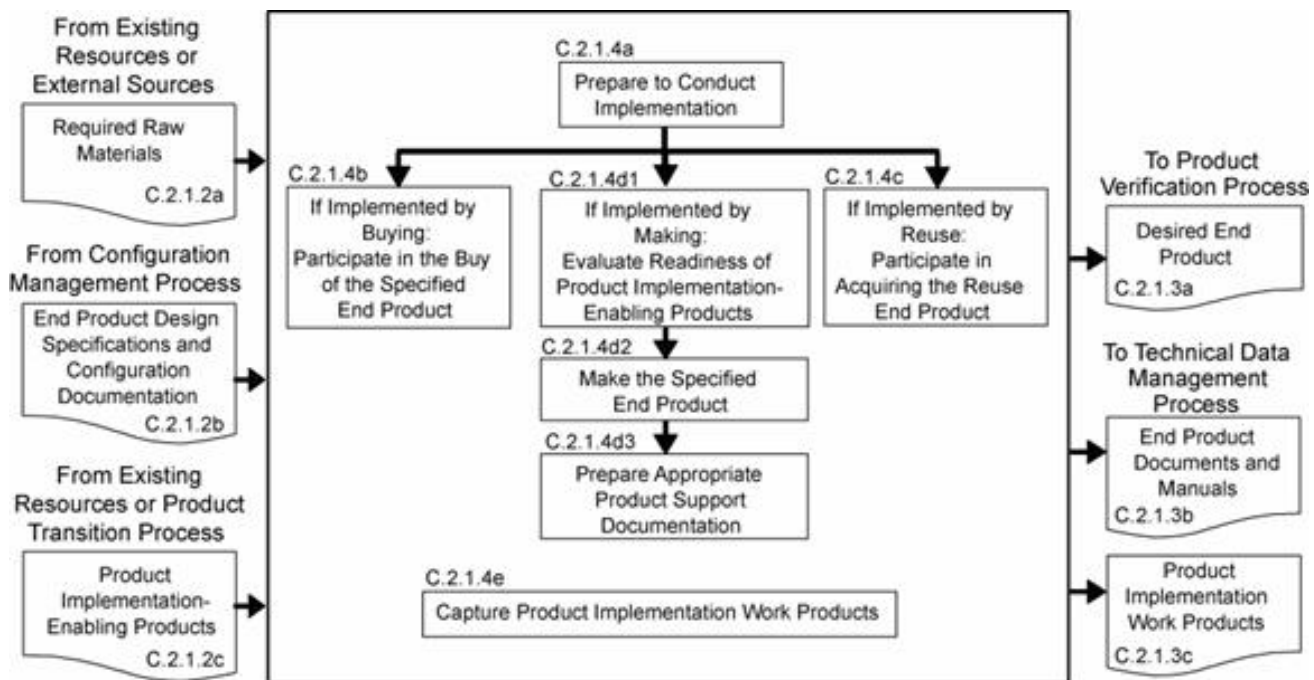 From Existing
Resources or
External Sources
Required Raw
Materials
C.2.1.2a
From Configuration
Management Process
End Product Design
Specifications and
Configuration
Documentation
C.2.1.2b
From Existing
Resources or Product
Transition Process
Product
Implementation-
Enabling Products
C.2.1.2c
C.2.1.4a
Prepare to Conduct
Implementation
C.2.1.4b
If Implemented by
Buying:
Participate in the Buy
of the Specified
End Product
C.2.1.4d1
If Implemented by
Making:
Evaluate Readiness of
Product Implementation-
Enabling Products
C.2.1.4c
If Implemented by
Reuse:
Participate in
Acquiring the Reuse
End Product
C.2.1.4d2
Make the Specified
End Product
C.2.1.4d3
Prepare Appropriate
Product Support
Documentation
C.2.1.4e
Capture Product Implementation Work Products
To Product
Verification Process
Desired End
Product
C.2.1.3a
To Technical Data
Management
Process
End Product
Documents and
Manuals
C.2.1.3b
Product
Implementation
Work Products
C.2.1.3c